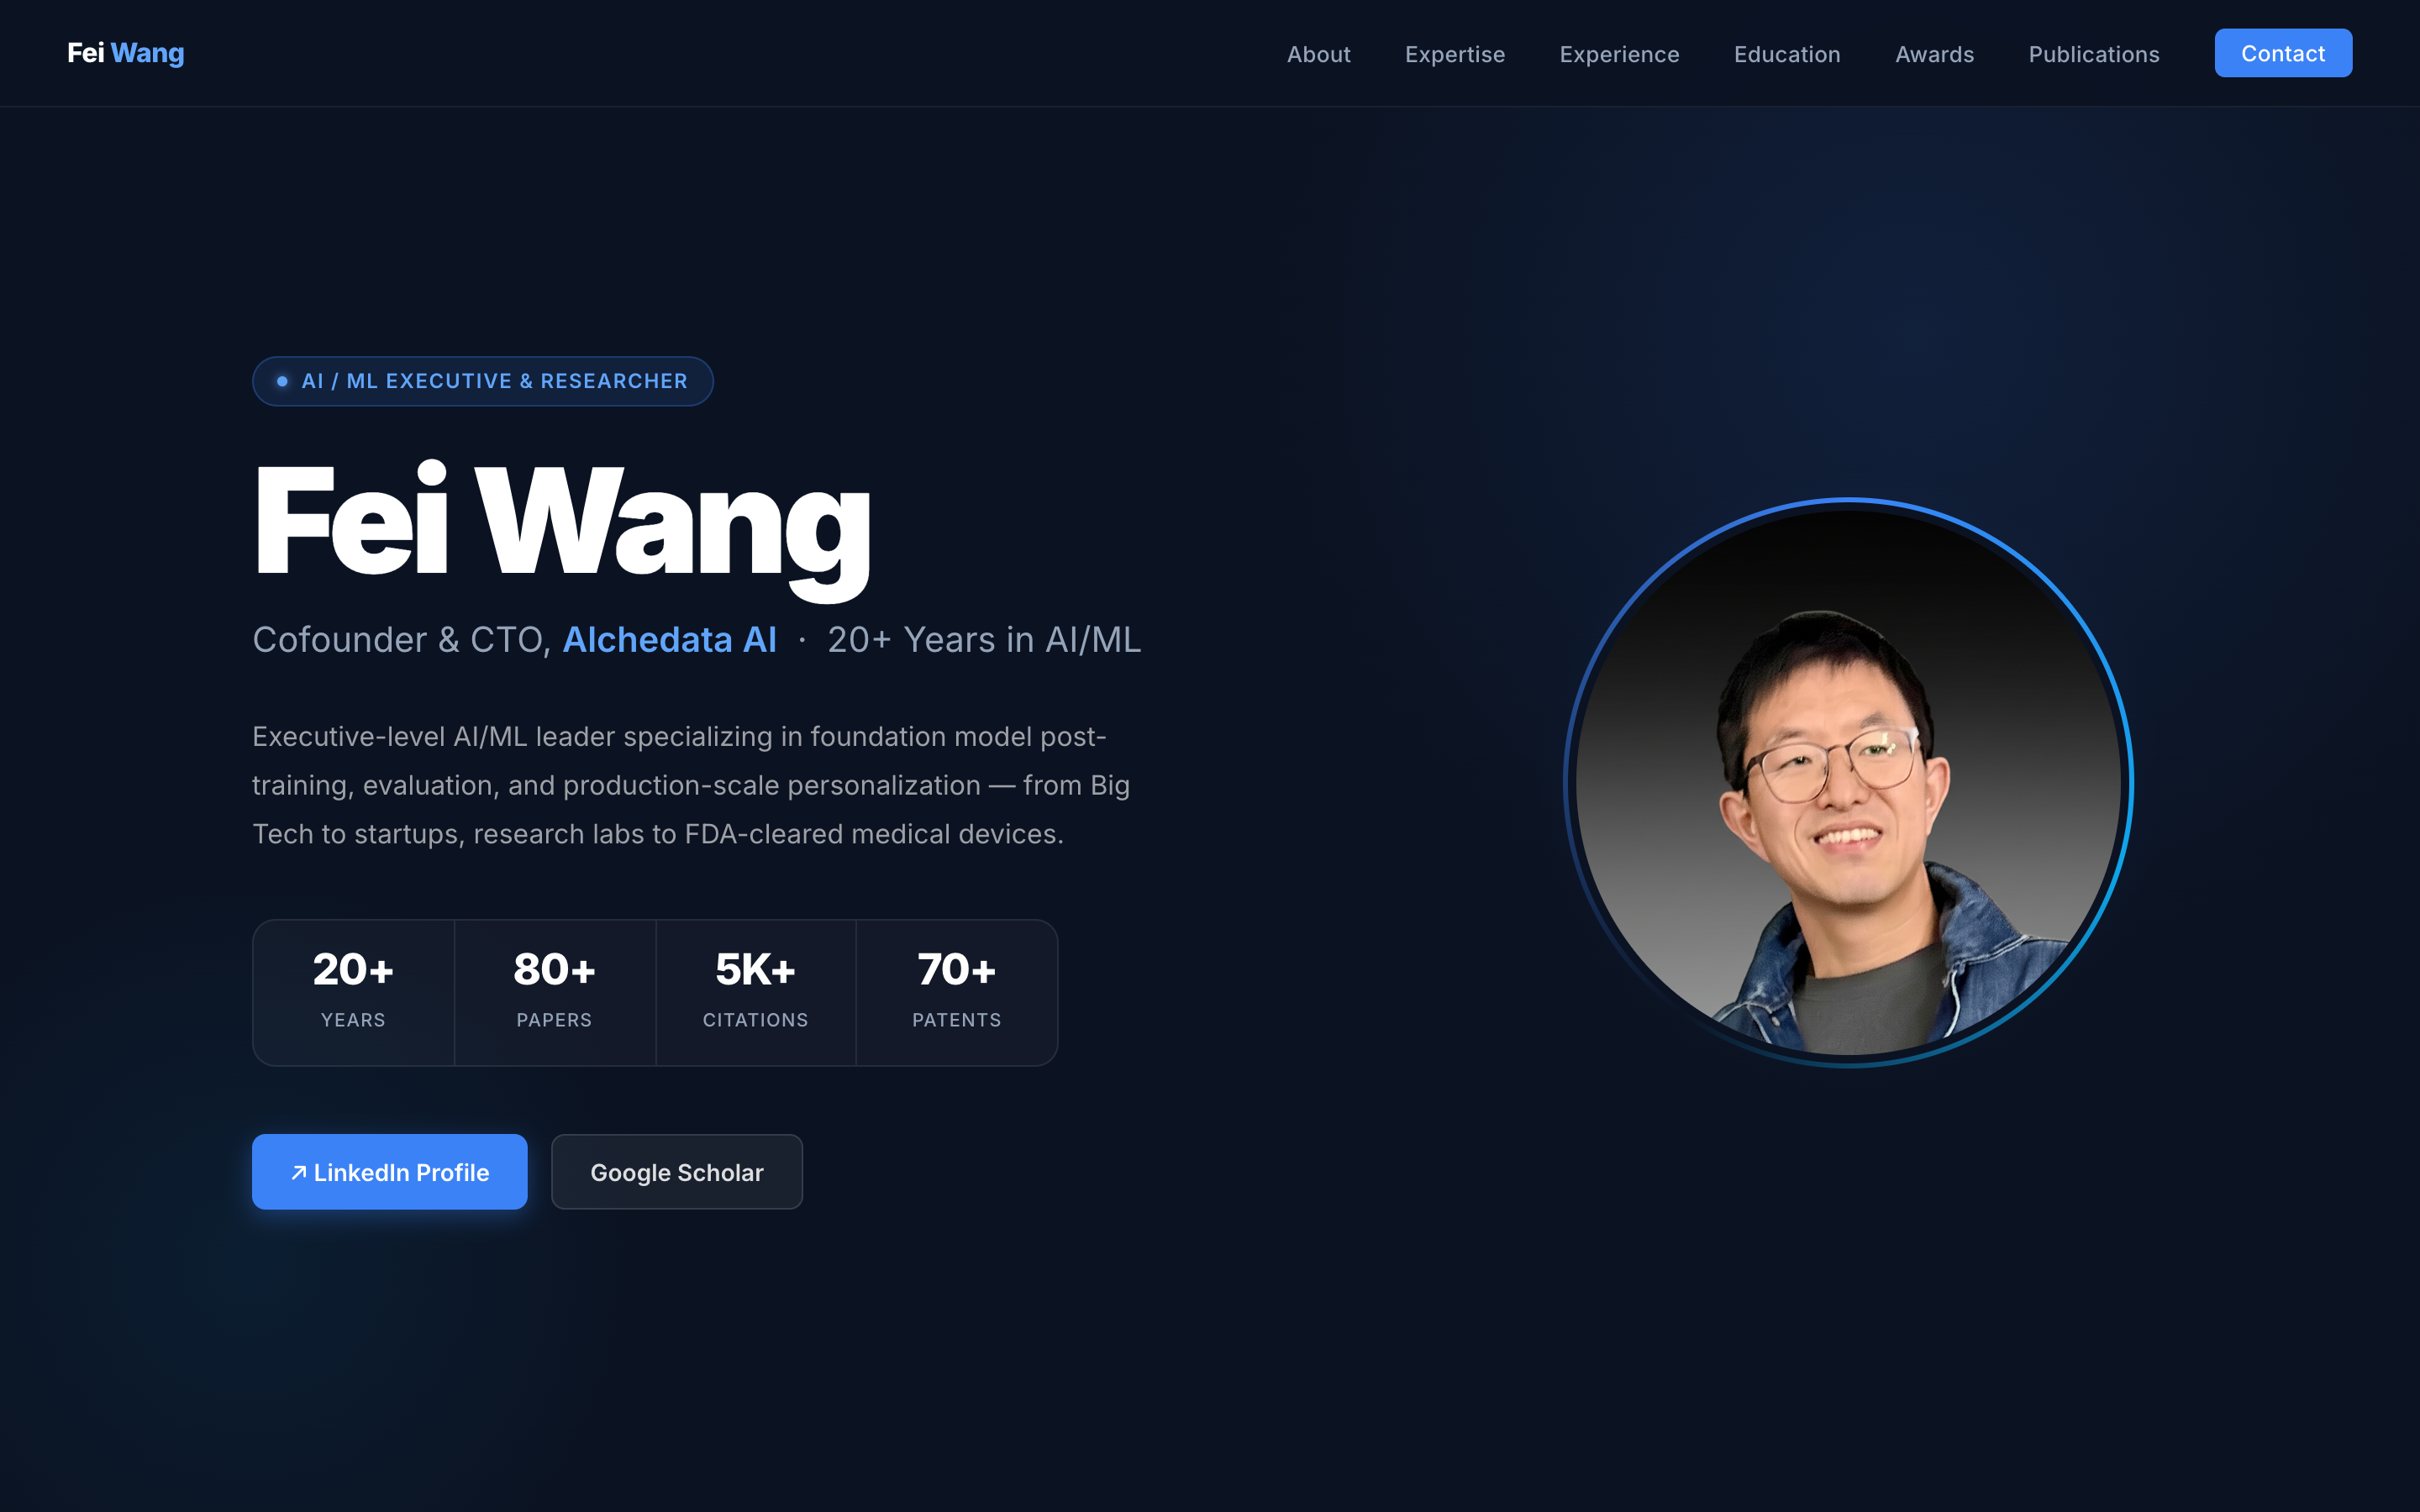 Fei Wang
About
Expertise
Experience
Education
Awards
Publications
Contact
AI / ML EXECUTIVE & RESEARCHER
Fei Wang
Cofounder & CTO, Alchedata AI · 20+ Years in AI/ML
Executive-level AI/ML leader specializing in foundation model post-
training, evaluation, and production-scale personalization — from Big
Tech to startups, research labs to FDA-cleared medical devices.
20+
YEARS
80+
PAPERS
5K+
CITATIONS
70+
PATENTS
↗ LinkedIn Profile
Google Scholar